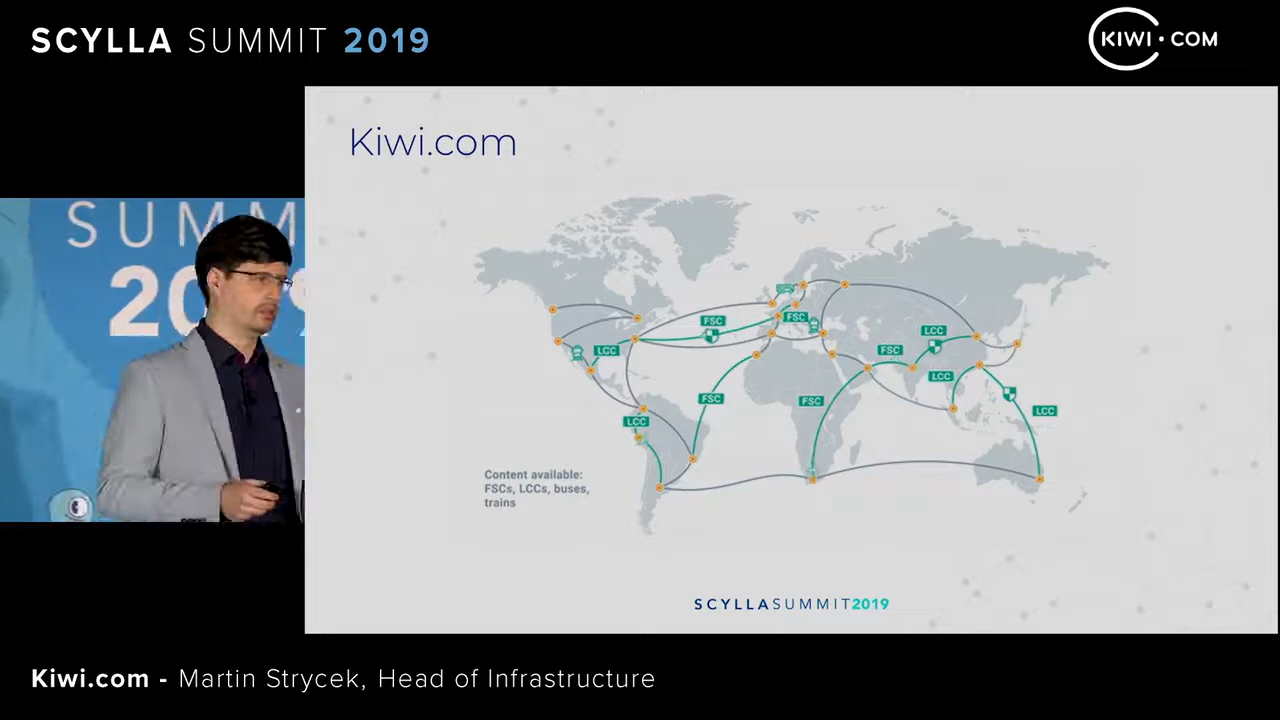 SCYLLA SUMMIT 2019
KIWI.COM
Kiwi.com
SUMM
20
FSC
FSC
LCC
LCC
FSC
LCC
FSC
FSC
LCC
LCC
Content available:
FSCs, LCCs, buses,
trains
SCYLLASUMMIT2019
Kiwi.com - Martin Strycek, Head of Infrastructure